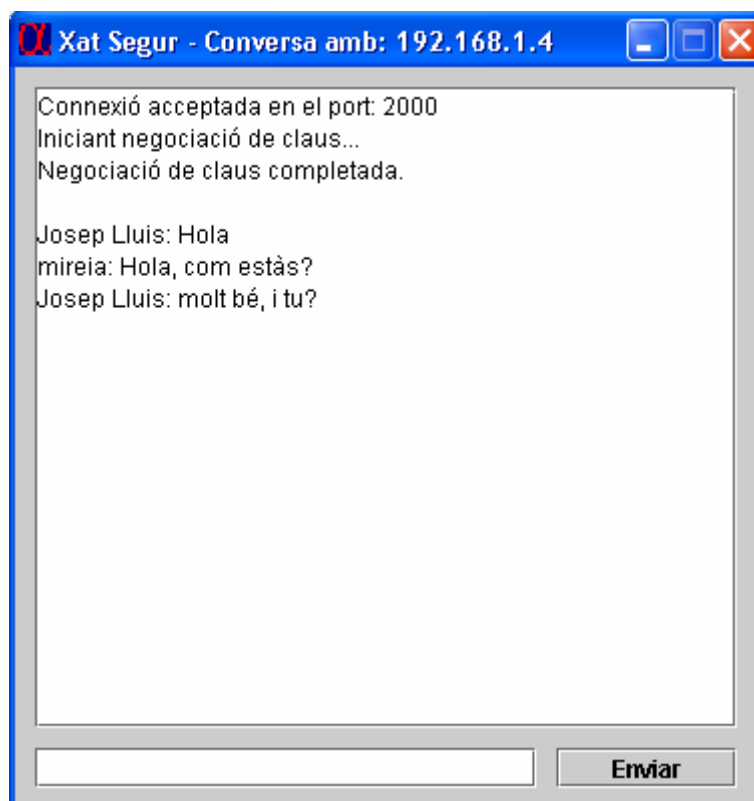 α Xat Segur - Conversa amb: 192.168.1.4
Connexió acceptada en el port: 2000
Iniciant negociació de claus...
Negociació de claus completada.
Josep Lluis: Hola
mireia: Hola, com estàs?
Josep Lluis: molt bé, i tu?
Enviar